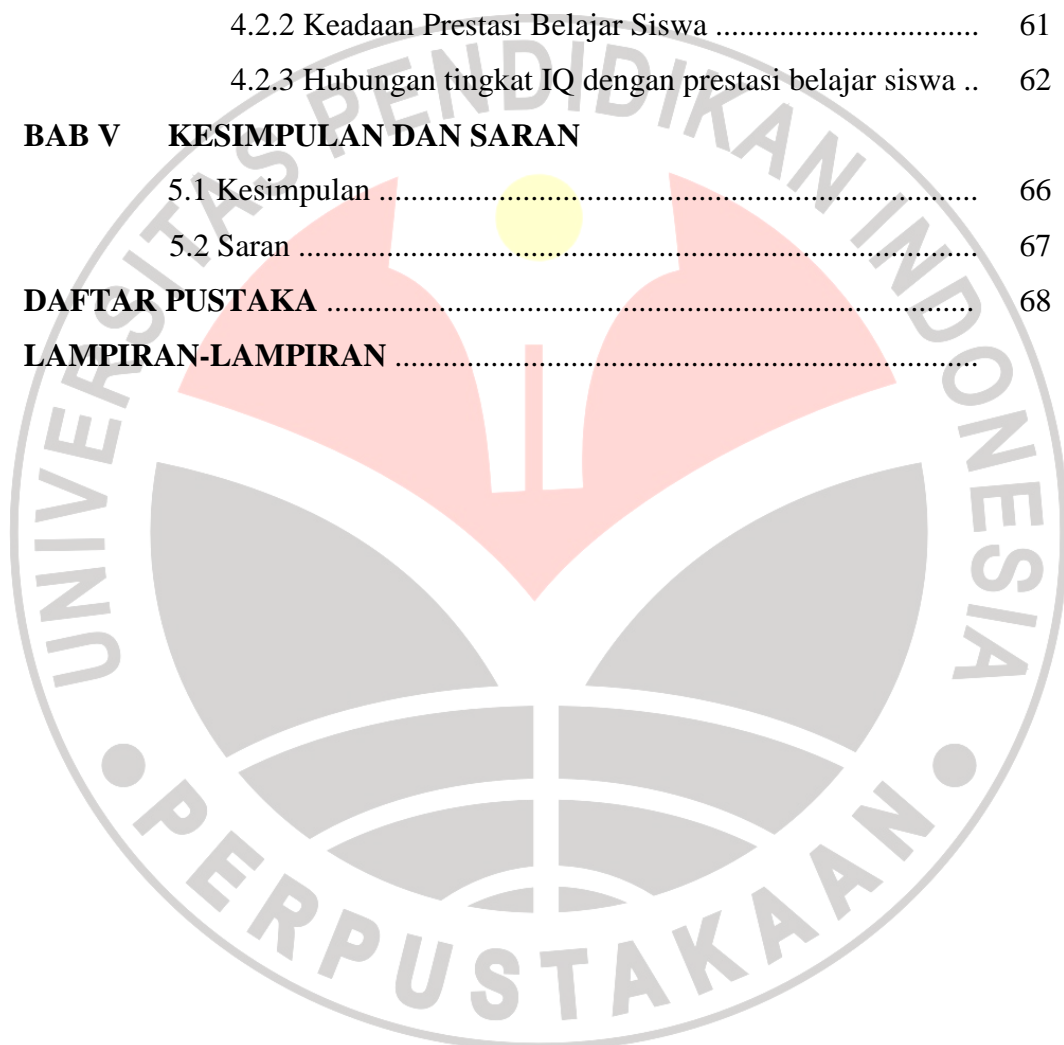 4.2.2 Keadaan Prestasi Belajar Siswa ................................ 61
4.2.3 Hubungan tingkat IQ dengan prestasi belajar siswa .. 62
BAB V KESIMPULAN DAN SARAN
5.1 Kesimpulan ........................................................................... 66
5.2 Saran ..................................................................................... 67
DAFTAR PUSTAKA ................................................................................ 68
LAMPIRAN-LAMPIRAN .........................................................................
UNIVERSITAS PENDIDIKAN INDONESIA
PERPUSTAKAAN